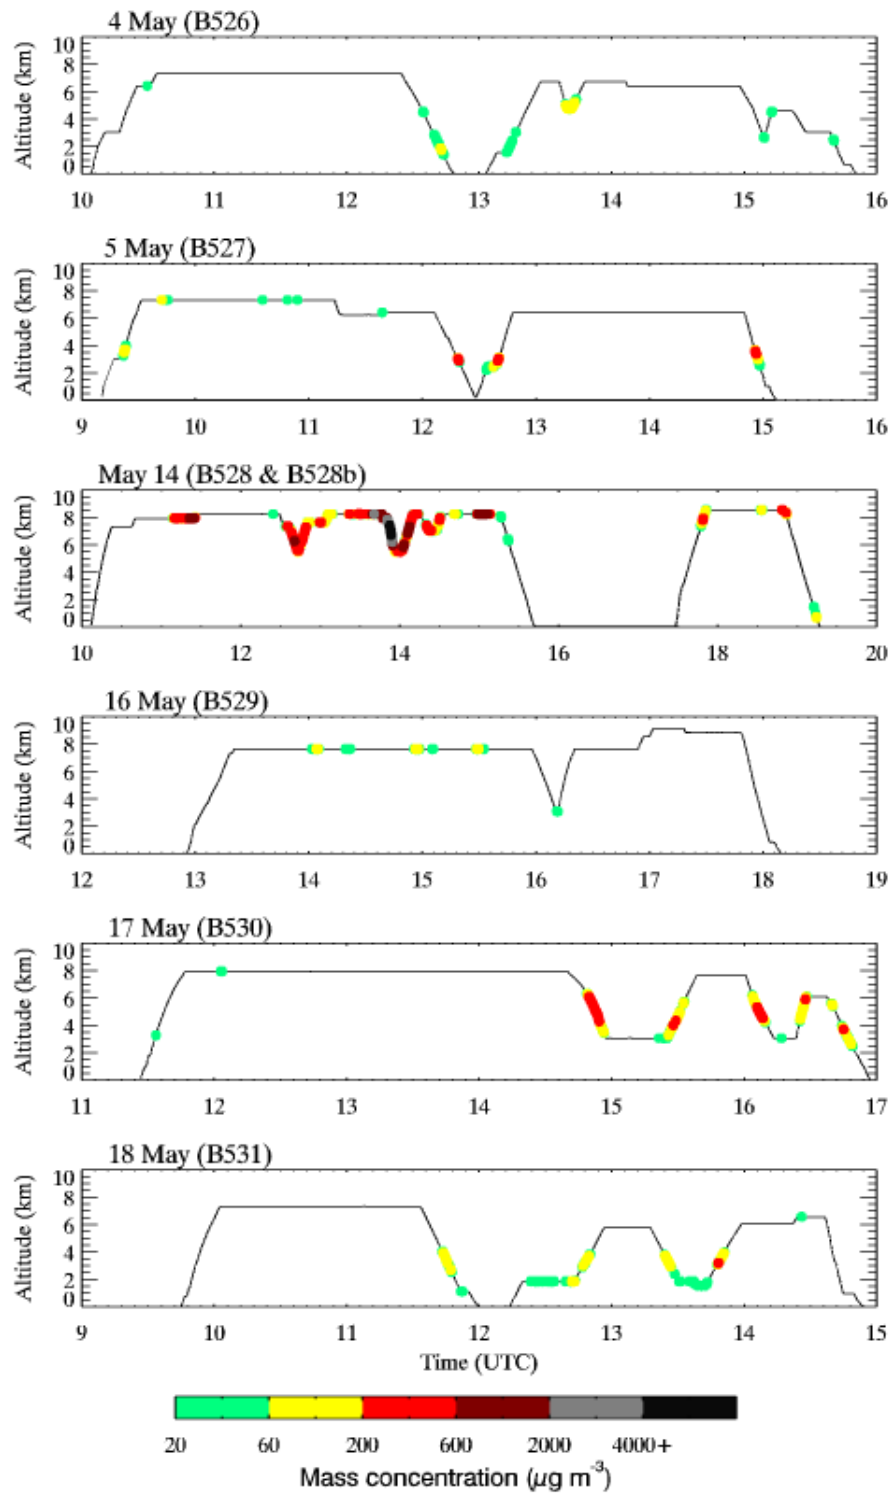 4 May (B526)
Altitude (km)
10
8
6
4
2
0
10 11 12 13 14 15 16
5 May (B527)
Altitude (km)
10
8
6
4
2
0
9 10 11 12 13 14 15 16
May 14 (B528 & B528b)
Altitude (km)
10
8
6
4
2
0
10 12 14 16 18 20
16 May (B529)
Altitude (km)
10
8
6
4
2
0
12 13 14 15 16 17 18 19
17 May (B530)
Altitude (km)
10
8
6
4
2
0
11 12 13 14 15 16 17
18 May (B531)
Altitude (km)
10
8
6
4
2
0
9 10 11 12 13 14 15
Time (UTC)
20 60 200 600 2000 4000+
Mass concentration (µg m⁻³)